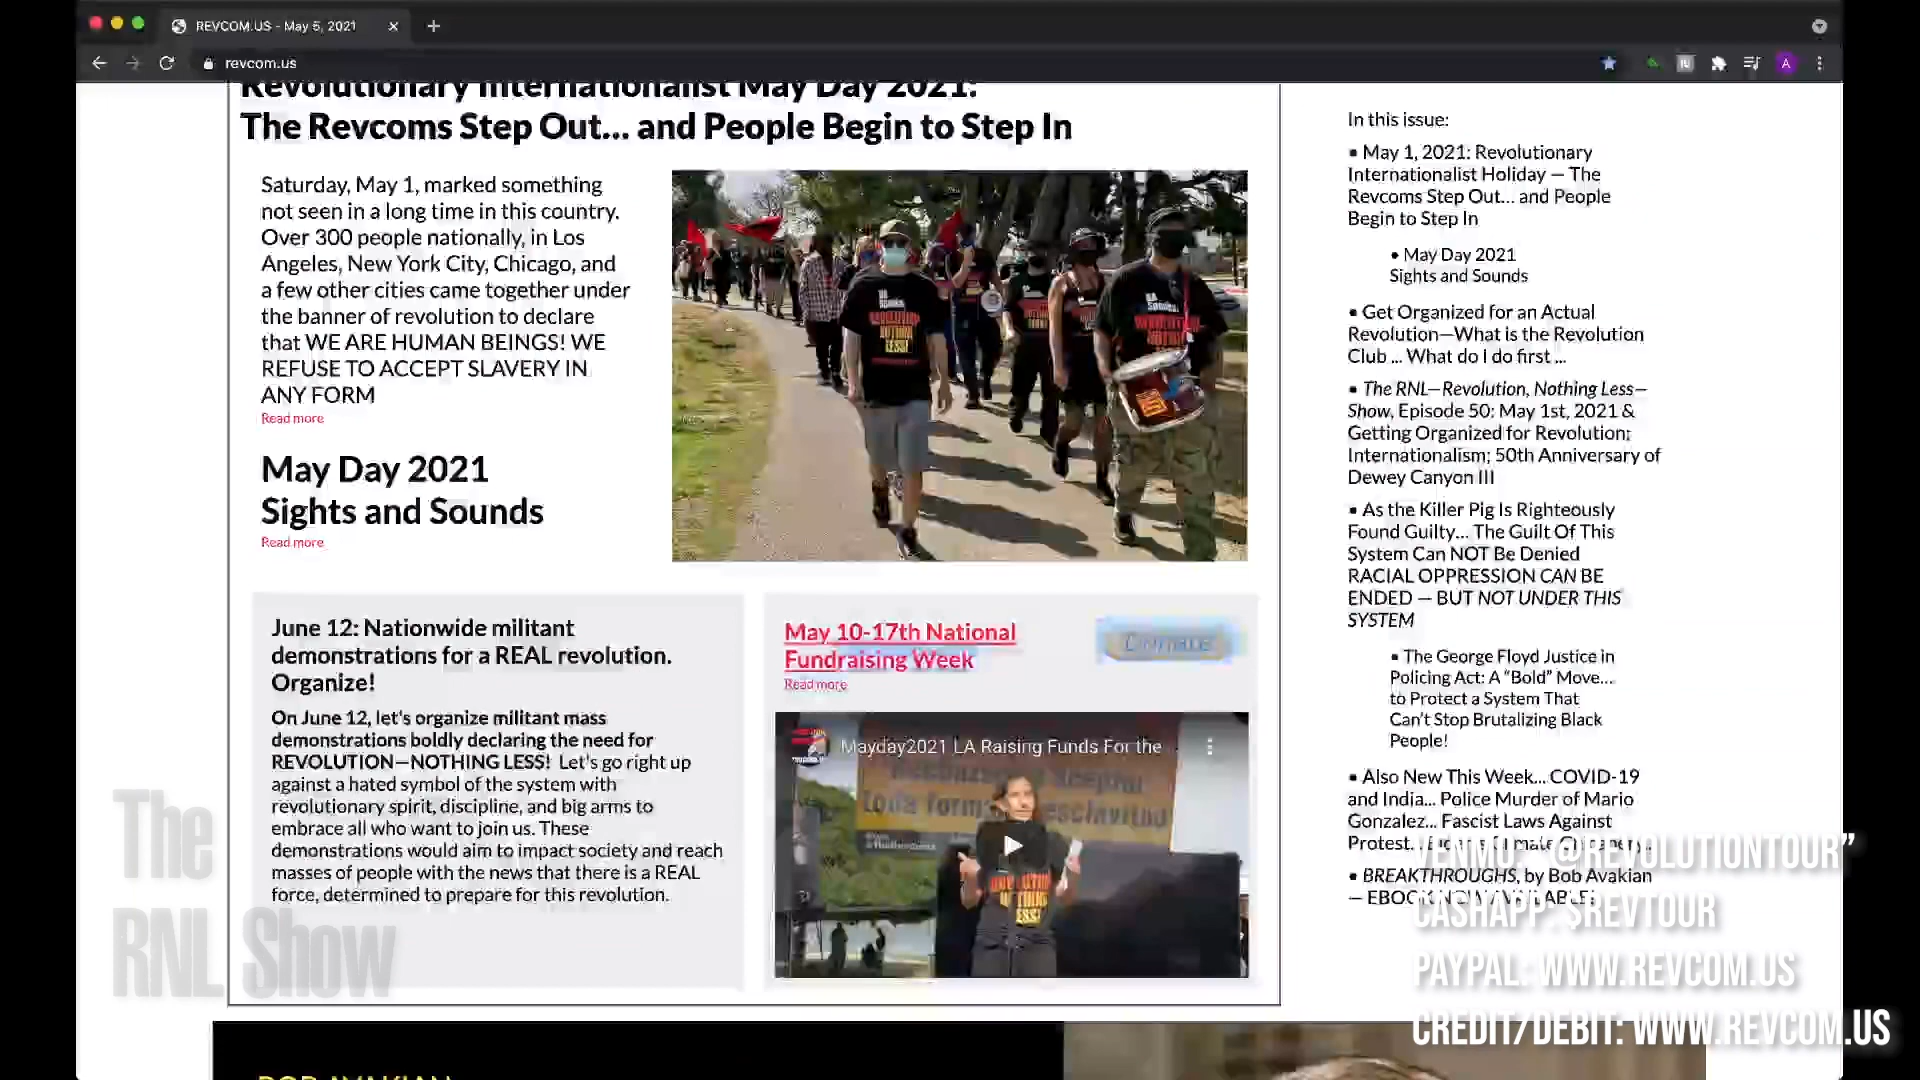 REVCOM.US - May 5, 2021
revcom.us
Revolutionary Internationalist May Day 2021:
The Revcoms Step Out... and People Begin to Step In
Saturday, May 1, marked something
not seen in a long time in this country.
Over 300 people nationally, in Los
Angeles, New York City, Chicago, and
a few other cities came together under
the banner of revolution to declare
that WE ARE HUMAN BEINGS! WE
REFUSE TO ACCEPT SLAVERY IN
ANY FORM
Read more
May Day 2021
Sights and Sounds
Read more
June 12: Nationwide militant
demonstrations for a REAL revolution.
Organize!
On June 12, let's organize militant mass
demonstrations boldly declaring the need for
REVOLUTION—NOTHING LESS! Let's go right up
against a hated symbol of the system with
revolutionary spirit, discipline, and big arms to
embrace all who want to join us. These
demonstrations would aim to impact society and reach
masses of people with the news that there is a REAL
force, determined to prepare for this revolution.
May 10-17th National
Fundraising Week
Read more
Donate
Mayday2021 LA Raising Funds For the
toda forma esclavitud
In this issue:
▪ May 1, 2021: Revolutionary
Internationalist Holiday — The
Revcoms Step Out... and People
Begin to Step In
▪ May Day 2021
Sights and Sounds
▪ Get Organized for an Actual
Revolution—What is the Revolution
Club ... What do I do first ...
▪ The RNL—Revolution, Nothing Less—
Show, Episode 50: May 1st, 2021 &
Getting Organized for Revolution;
Internationalism; 50th Anniversary of
Dewey Canyon III
▪ As the Killer Pig Is Righteously
Found Guilty... The Guilt Of This
System Can NOT Be Denied
RACIAL OPPRESSION CAN BE
ENDED — BUT NOT UNDER THIS
SYSTEM
▪ The George Floyd Justice in
Policing Act: A "Bold" Move...
to Protect a System That
Can't Stop Brutalizing Black
People!
▪ Also New This Week... COVID-19
and India... Police Murder of Mario
Gonzalez... Fascist Laws Against
Protest...
▪ BREAKTHROUGHS, by Bob Avakian
— EBOOK NOW AVAILABLE!
The
RNL Show
VENMO: "@REVOLUTIONTOUR"
CASHAPP: $REVTOUR
PAYPAL: WWW.REVCOM.US
CREDIT/DEBIT: WWW.REVCOM.US
BOB AVAKIAN